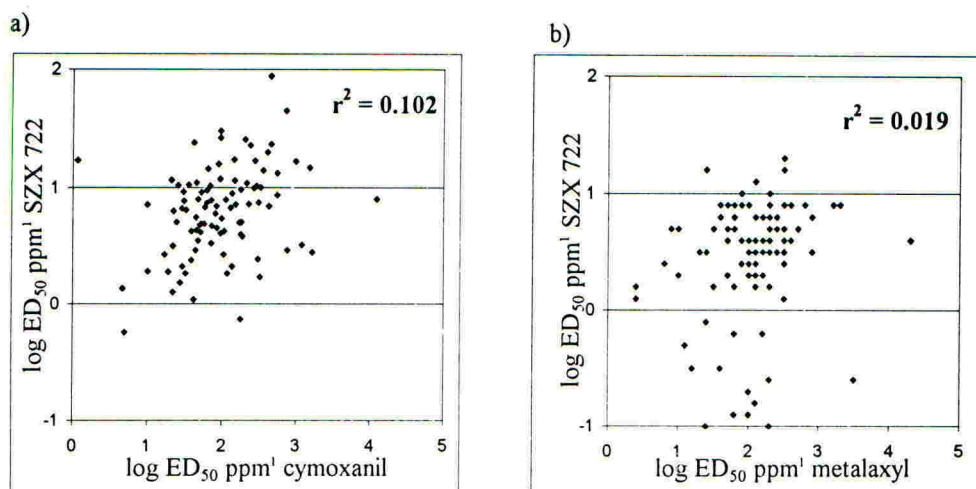 a)
2
r² = 0.102
1
0
-1
0 1 2 3 4 5
log ED₅₀ ppm¹ SZX 722
log ED₅₀ ppm¹ cymoxanil
b)
2
r² = 0.019
1
0
-1
0 1 2 3 4 5
log ED₅₀ ppm¹ SZX 722
log ED₅₀ ppm¹ metalaxyl